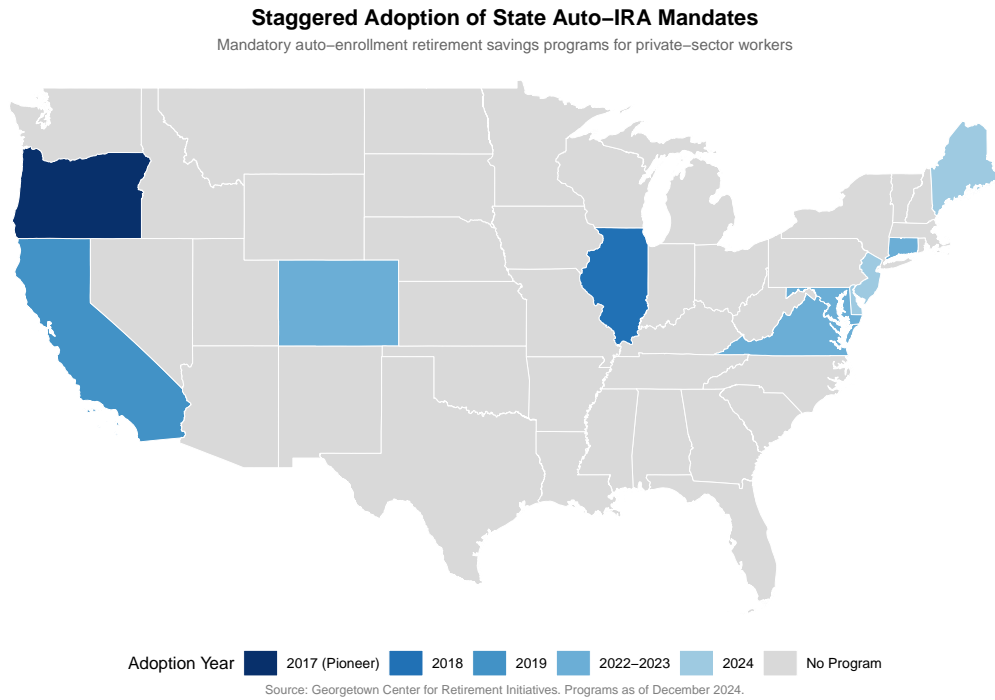 Staggered Adoption of State Auto−IRA Mandates
Mandatory auto−enrollment retirement savings programs for private−sector workers
Adoption Year 2017 (Pioneer) 2018 2019 2022−2023 2024 No Program
Source: Georgetown Center for Retirement Initiatives. Programs as of December 2024.